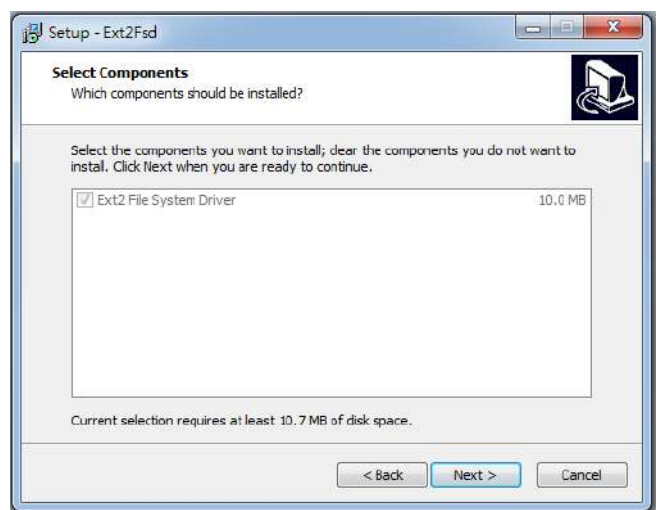 Setup - Ext2Fsd
Select Components
Which components should be installed?
Select the components you want to install; clear the components you do not want to
install. Click Next when you are ready to continue.
Ext2 File System Driver 10.0 MB
Current selection requires at least 10.7 MB of disk space.
< Back Next > Cancel